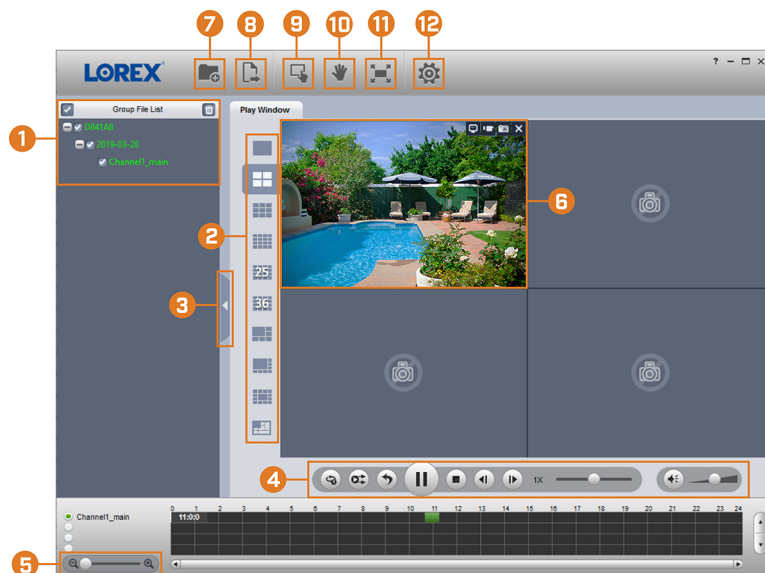 7 8 9 10 11 12
LOREX
? – □ X
1
Group File List
Play Window
D841A8
2019-03-28
Channel1_main
6
2
25
3
36
4
1X
0 1 2 3 4 5 6 7 8 9 10 11 12 13 14 15 16 17 18 19 20 21 22 23 24
Channel1_main
11:0:0
5